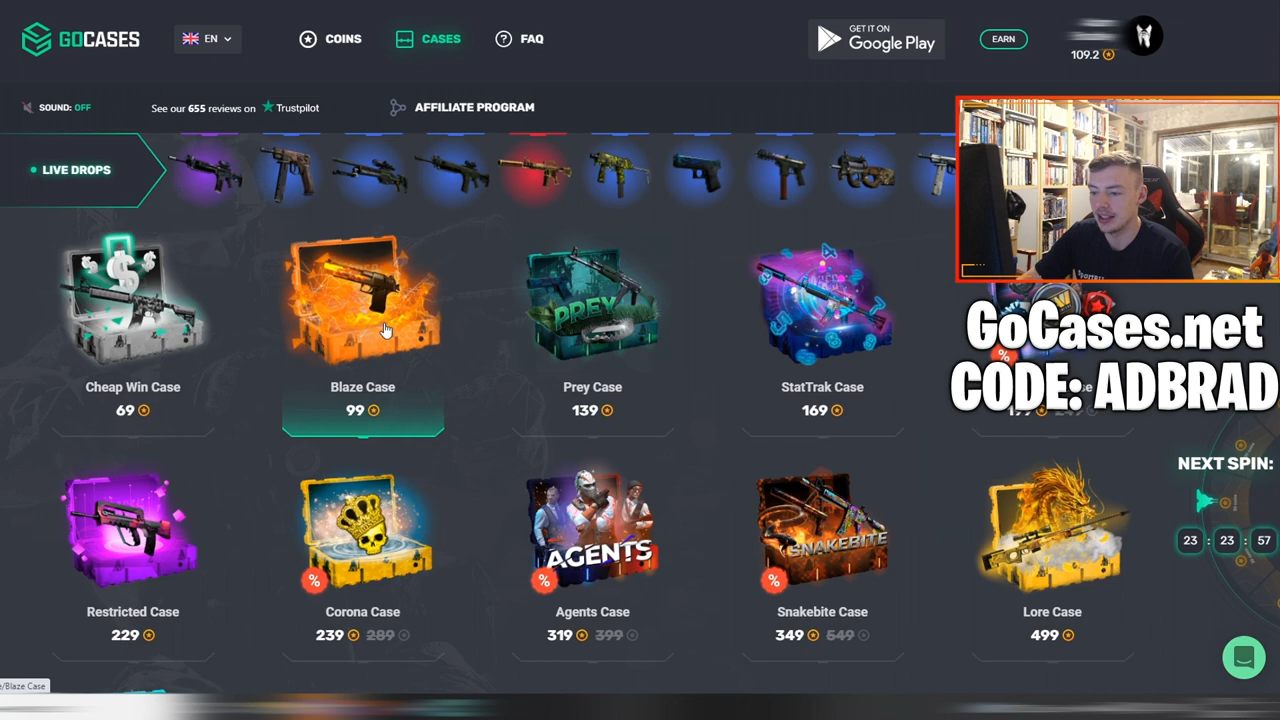 GOCASES
EN
COINS
CASES
FAQ
GET IT ON
Google Play
EARN
109.2
SOUND: OFF
See our 655 reviews on Trustpilot
AFFILIATE PROGRAM
LIVE DROPS
PREY
Cheap Win Case
69
Blaze Case
99
Prey Case
139
StatTrak Case
169
GoCases.net
CODE: ADBRAD
NEXT SPIN:
23 : 23 : 57
AGENTS
SNAKEBITE
Restricted Case
229
Corona Case
239 289
Agents Case
319 399
Snakebite Case
349 549
Lore Case
499
e/Blaze Case